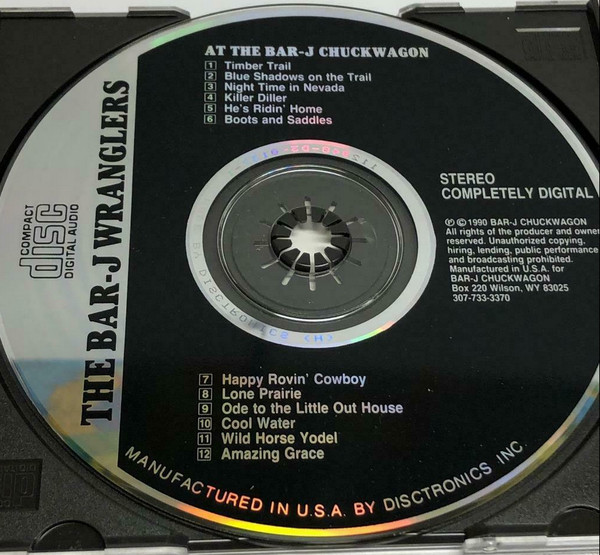 AT THE BAR-J CHUCKWAGON
1 Timber Trail
2 Blue Shadows on the Trail
3 Night Time in Nevada
4 Killer Diller
5 He's Ridin' Home
6 Boots and Saddles
THE BAR-J WRANGLERS
COMPACT
disc
DIGITAL AUDIO
STEREO
COMPLETELY DIGITAL
℗ © 1990 BAR-J CHUCKWAGON
All rights of the producer and owner
reserved. Unauthorized copying,
hiring, lending, public performance
and broadcasting prohibited.
Manufactured in U.S.A. for
BAR-J CHUCKWAGON
Box 220 Wilson, WY 83025
307-733-3370
7 Happy Rovin' Cowboy
8 Lone Prairie
9 Ode to the Little Out House
10 Cool Water
11 Wild Horse Yodel
12 Amazing Grace
MANUFACTURED IN U.S.A. BY DISCTRONICS INC.